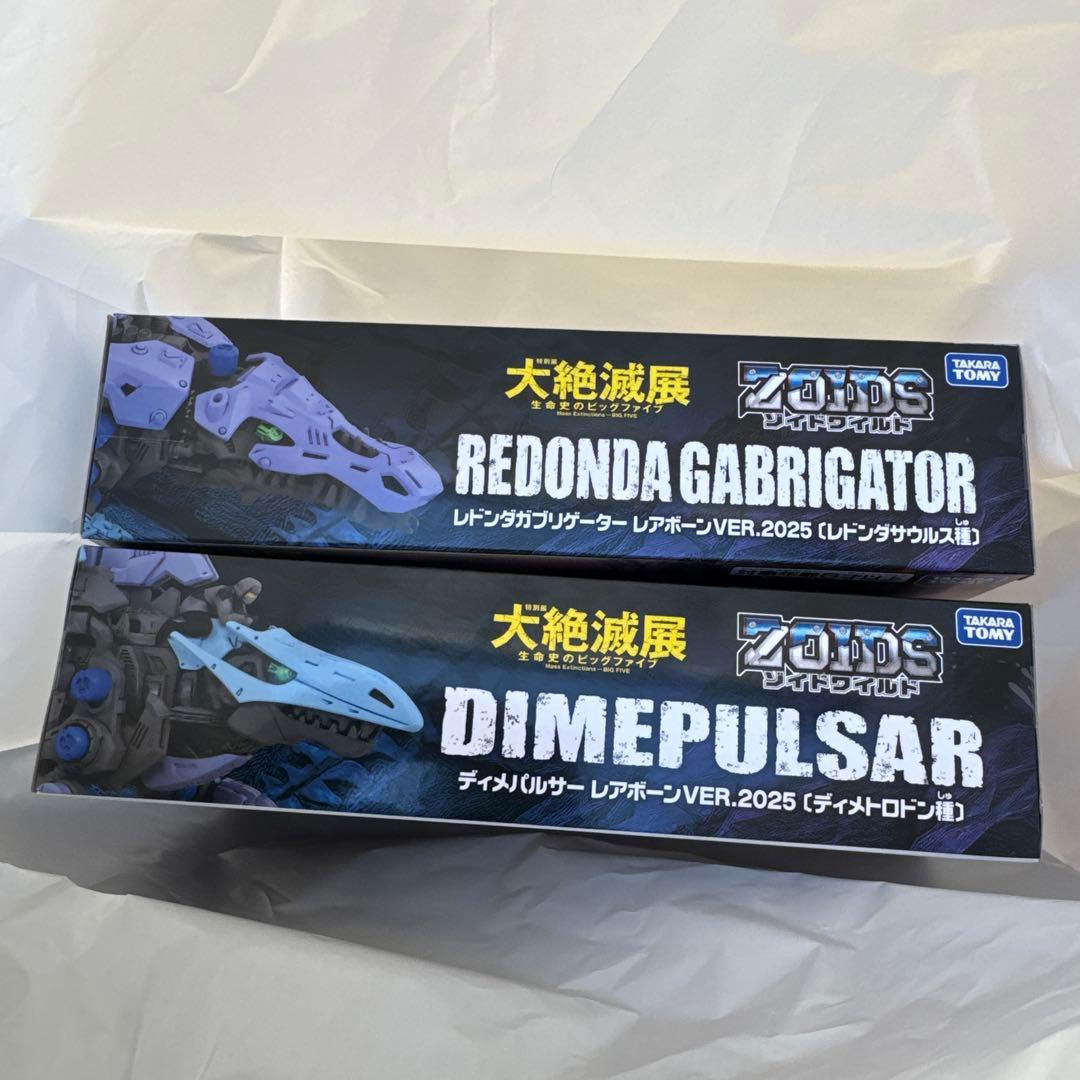 特別展
大絶滅展
生命史のビッグファイブ
Mass Extinctions—BIG FIVE
ZOIDS
ゾイドワイルド
TAKARA TOMY
REDONDA GABRIGATOR
しゅ
レドンダガブリゲーター レアボーンVER.2025〔レドンダサウルス種〕
特別展
大絶滅展
生命史のビッグファイブ
Mass Extinctions—BIG FIVE
ZOIDS
ゾイドワイルド
TAKARA TOMY
DIMEPULSAR
しゅ
ディメパルサー レアボーンVER.2025〔ディメトロドン種〕